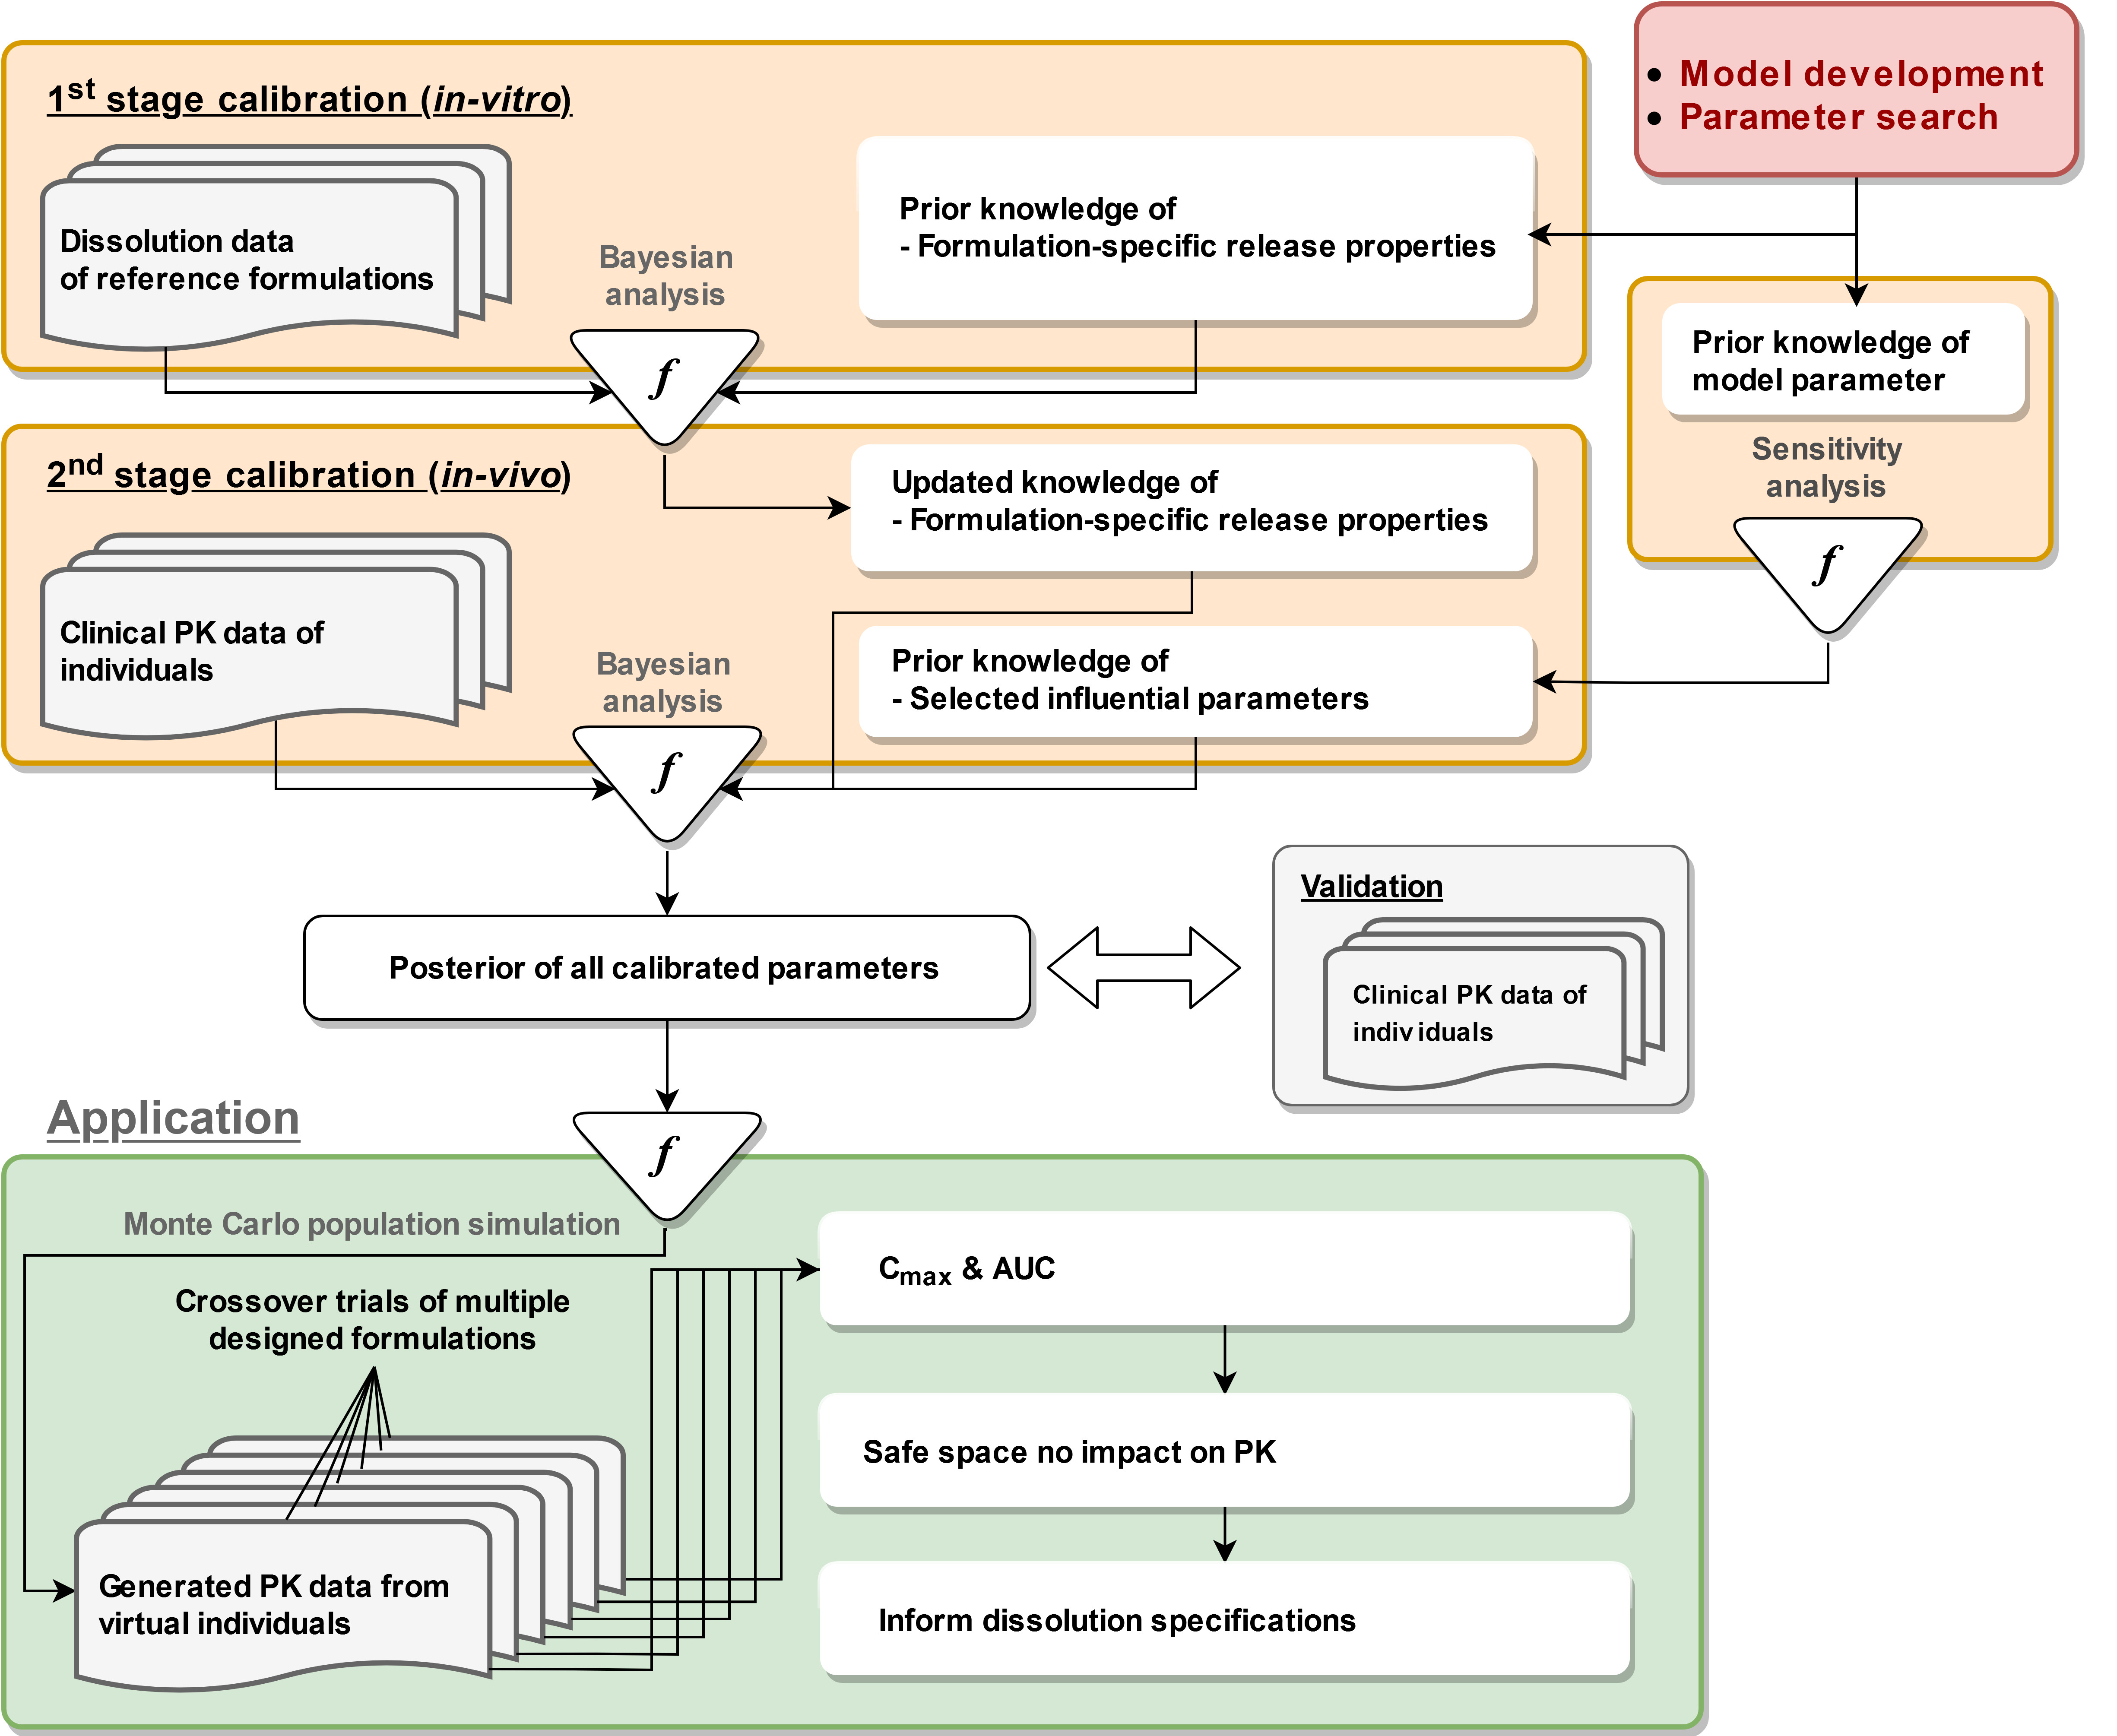 1st stage calibration (in-vitro)
Model development
Parameter search
Dissolution data
of reference formulations
Bayesian
analysis
Prior knowledge of
- Formulation-specific release properties
f
Prior knowledge of
model parameter
Sensitivity
analysis
f
2nd stage calibration (in-vivo)
Updated knowledge of
- Formulation-specific release properties
Clinical PK data of
individuals
Bayesian
analysis
Prior knowledge of
- Selected influential parameters
f
Posterior of all calibrated parameters
Validation
Clinical PK data of
individuals
Application
f
Monte Carlo population simulation
Crossover trials of multiple
designed formulations
Generated PK data from
virtual individuals
Cmax & AUC
Safe space no impact on PK
Inform dissolution specifications